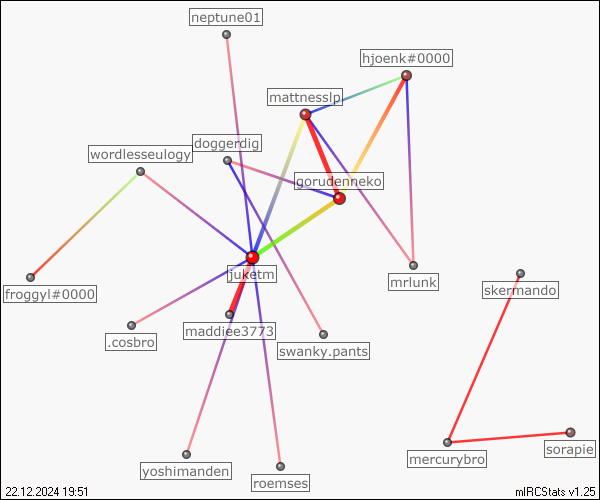 neptune01
hjoenk#0000
mattnesslp
doggerdig
wordlesseulogy
gorudenneko
juketm
mrlunk
skermando
froggyl#0000
maddiee3773
.cosbro
swanky.pants
sorapie
mercurybro
yoshimanden
roemses
22.12.2024 19:51
mIRCStats v1.25